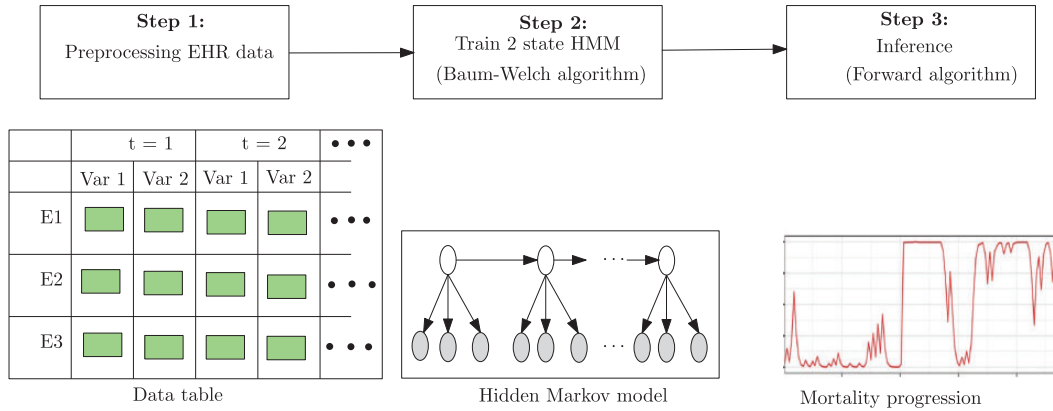 Step 1:
Preprocessing EHR data
Step 2:
Train 2 state HMM
(Baum-Welch algorithm)
Step 3:
Inference
(Forward algorithm)
t = 1 t = 2 •••
Var 1 Var 2 Var 1 Var 2
E1 •••
E2 •••
E3 •••
Data table
···
···
Hidden Markov model
Mortality progression